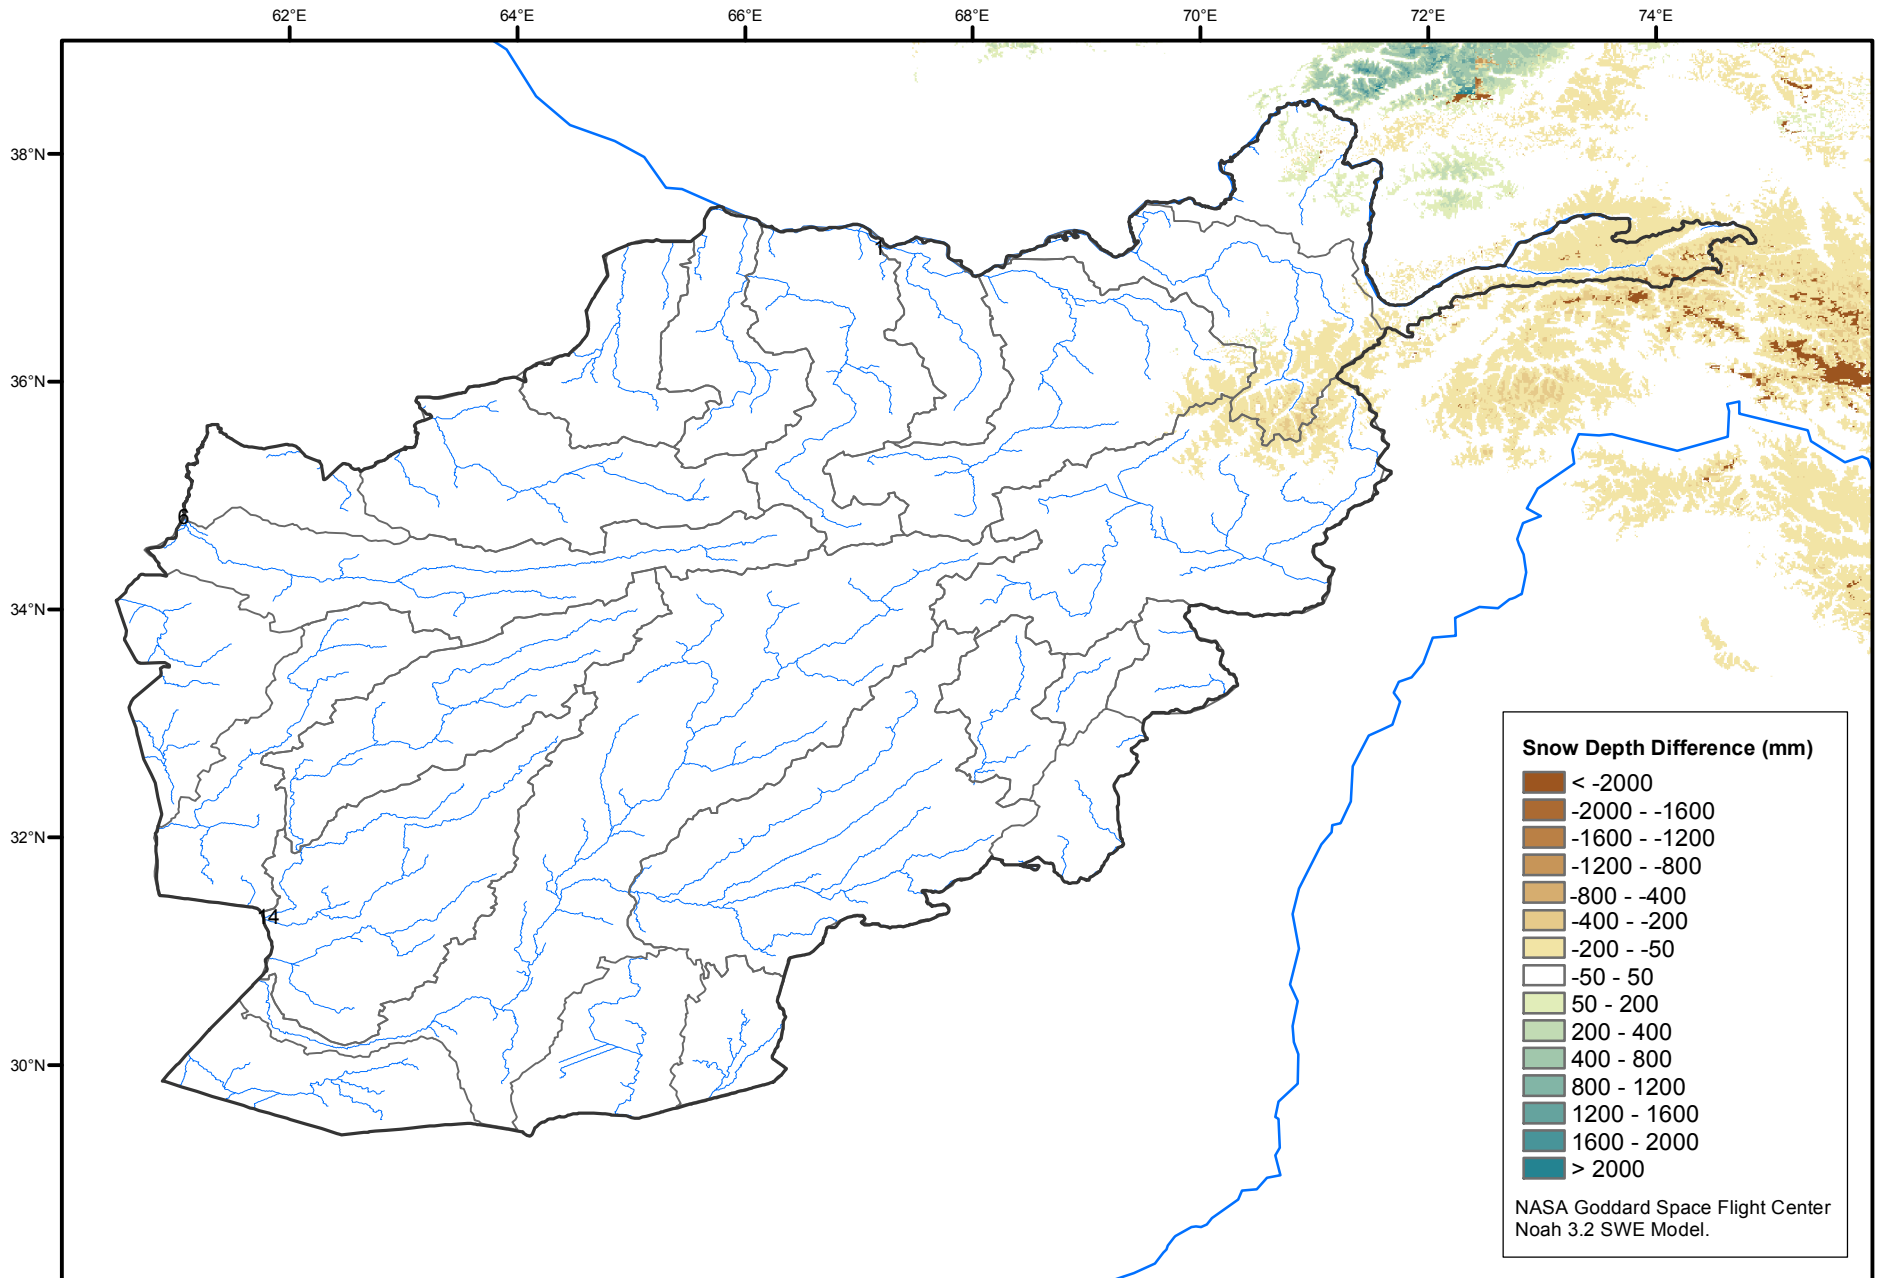 62°E 64°E 66°E 68°E 70°E 72°E 74°E
38°N
1
36°N
6
34°N
32°N
14
30°N
Snow Depth Difference (mm)
< -2000
-2000 - -1600
-1600 - -1200
-1200 - -800
-800 - -400
-400 - -200
-200 - -50
-50 - 50
50 - 200
200 - 400
400 - 800
800 - 1200
1200 - 1600
1600 - 2000
> 2000
NASA Goddard Space Flight Center
Noah 3.2 SWE Model.